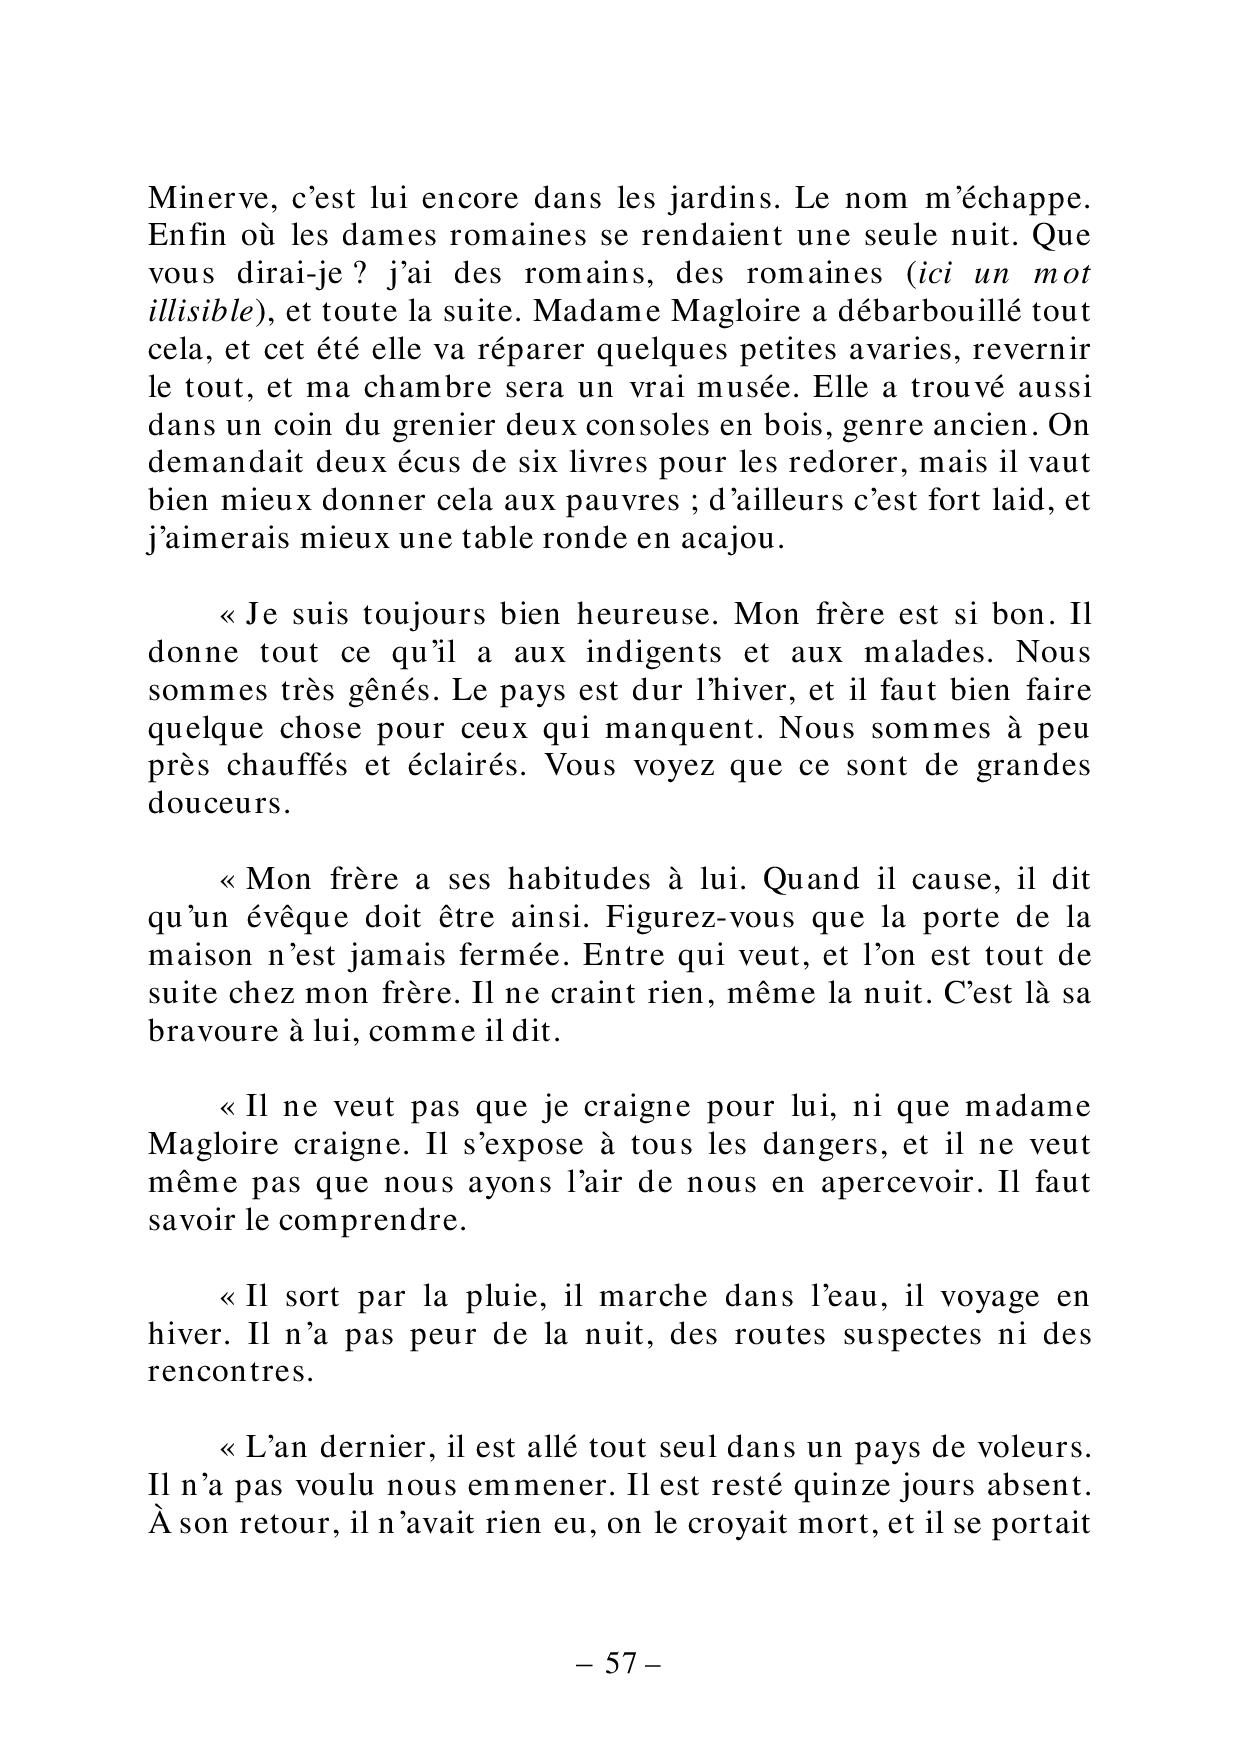 Minerve, c’est lui encore dans les jardins. Le nom m’échappe.
Enfin où les dames romaines se rendaient une seule nuit. Que
vous dirai-je ? j’ai des romains, des romaines (ici un mot
illisible), et toute la suite. Madame Magloire a débarbouillé tout
cela, et cet été elle va réparer quelques petites avaries, revernir
le tout, et ma chambre sera un vrai musée. Elle a trouvé aussi
dans un coin du grenier deux consoles en bois, genre ancien. On
demandait deux écus de six livres pour les redorer, mais il vaut
bien mieux donner cela aux pauvres ; d’ailleurs c’est fort laid, et
j’aimerais mieux une table ronde en acajou.
« Je suis toujours bien heureuse. Mon frère est si bon. Il
donne tout ce qu’il a aux indigents et aux malades. Nous
sommes très gênés. Le pays est dur l’hiver, et il faut bien faire
quelque chose pour ceux qui manquent. Nous sommes à peu
près chauffés et éclairés. Vous voyez que ce sont de grandes
douceurs.
« Mon frère a ses habitudes à lui. Quand il cause, il dit
qu’un évêque doit être ainsi. Figurez-vous que la porte de la
maison n’est jamais fermée. Entre qui veut, et l’on est tout de
suite chez mon frère. Il ne craint rien, même la nuit. C’est là sa
bravoure à lui, comme il dit.
« Il ne veut pas que je craigne pour lui, ni que madame
Magloire craigne. Il s’expose à tous les dangers, et il ne veut
même pas que nous ayons l’air de nous en apercevoir. Il faut
savoir le comprendre.
« Il sort par la pluie, il marche dans l’eau, il voyage en
hiver. Il n’a pas peur de la nuit, des routes suspectes ni des
rencontres.
« L’an dernier, il est allé tout seul dans un pays de voleurs.
Il n’a pas voulu nous emmener. Il est resté quinze jours absent.
À son retour, il n’avait rien eu, on le croyait mort, et il se portait
– 57 –